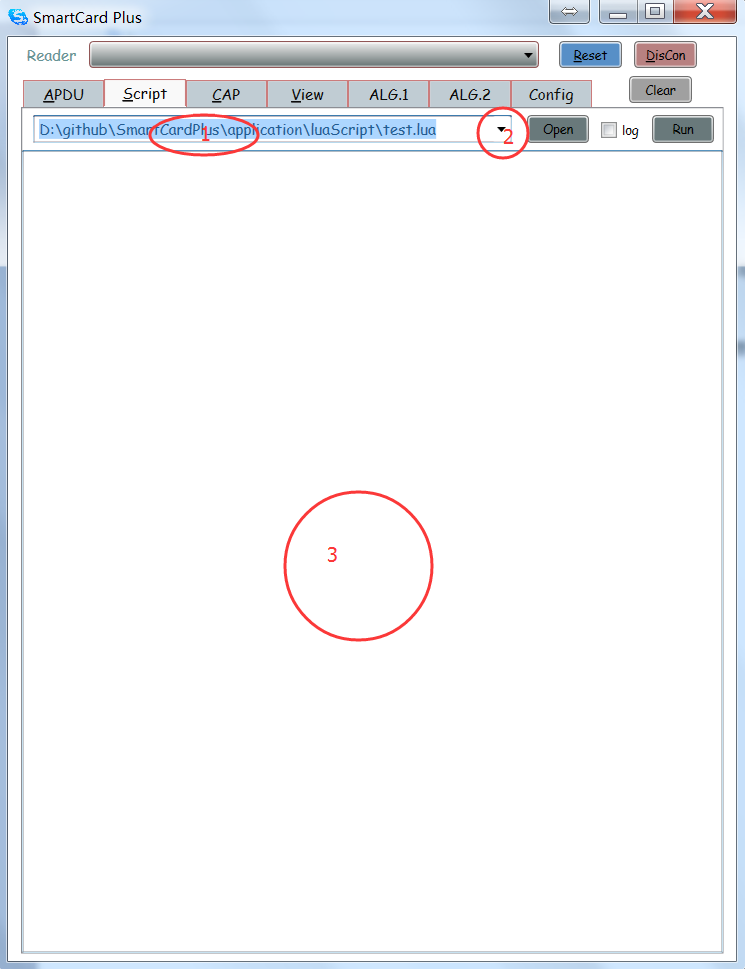 SmartCard Plus
Reader Reset DisCon
APDU Script CAP View ALG.1 ALG.2 Config Clear
D:\github\SmartCardPlus\application\luaScript\test.lua Open log Run
1 2
3